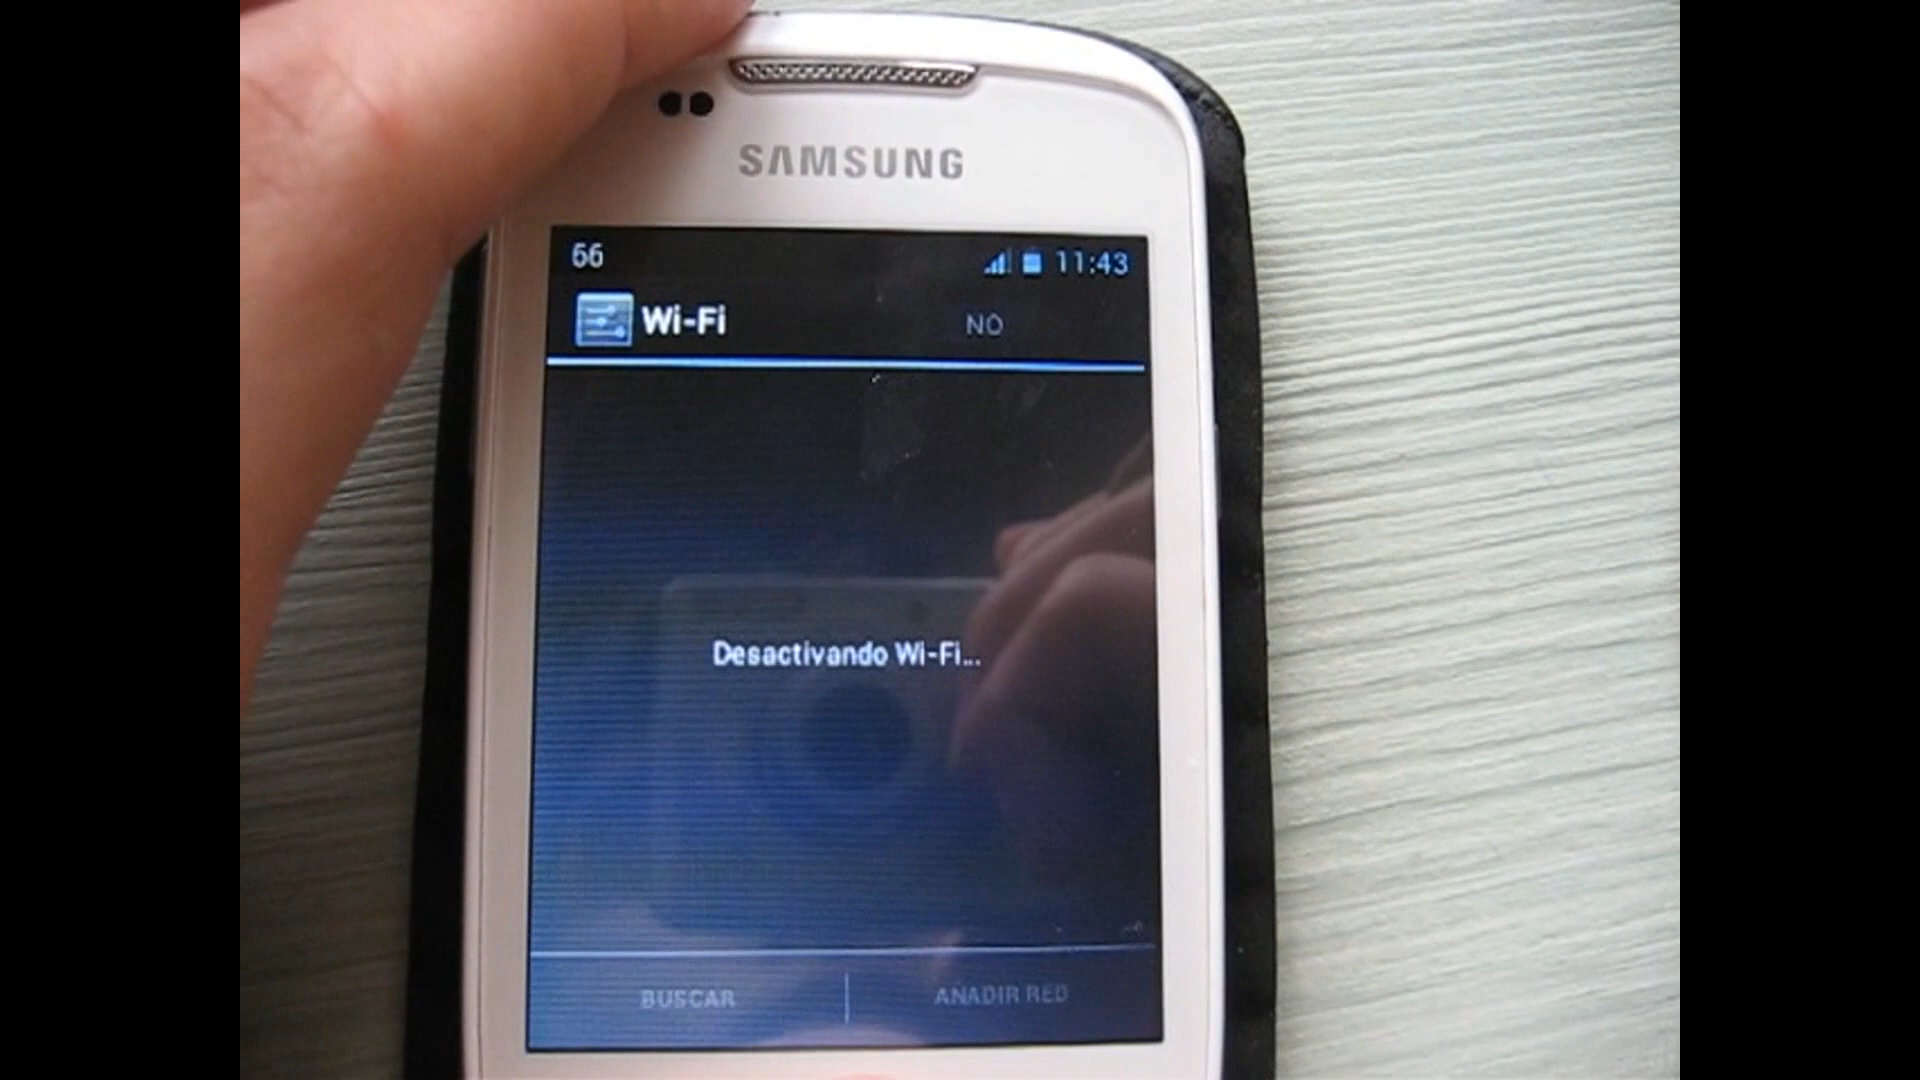 SAMSUNG
66 11:43
Wi-Fi NO
Desactivando Wi-Fi...
BUSCAR AÑADIR RED